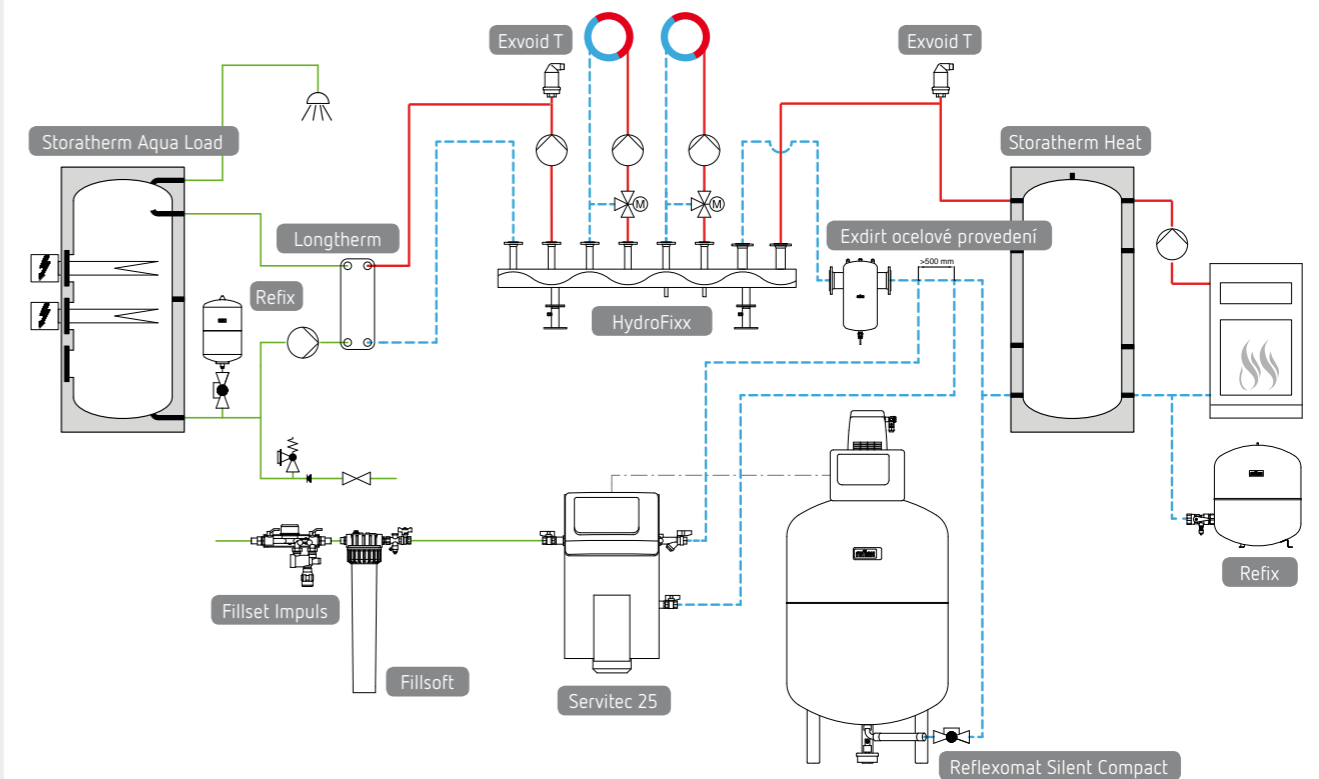 Exvoid T
Exvoid T
Storatherm Aqua Load
Storatherm Heat
Longtherm
M
M
Exdirt ocelové provedení
>500 mm
Refix
HydroFixx
Refix
Fillset Impuls
Fillsoft
Servitec 25
Reflexomat Silent Compact